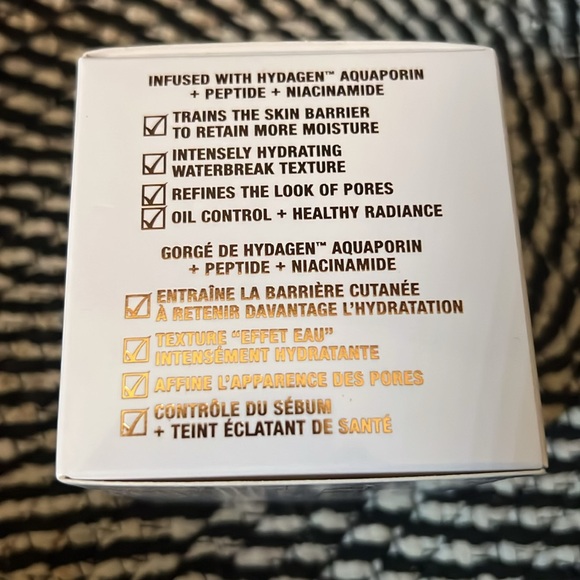 INFUSED WITH HYDAGEN™ AQUAPORIN
+ PEPTIDE + NIACINAMIDE
TRAINS THE SKIN BARRIER
TO RETAIN MORE MOISTURE
INTENSELY HYDRATING
WATERBREAK TEXTURE
REFINES THE LOOK OF PORES
OIL CONTROL + HEALTHY RADIANCE
GORGÉ DE HYDAGEN™ AQUAPORIN
+ PEPTIDE + NIACINAMIDE
ENTRAÎNE LA BARRIÈRE CUTANÉE
À RETENIR DAVANTAGE L'HYDRATATION
TEXTURE "EFFET EAU"
INTENSÉMENT HYDRATANTE
AFFINE L'APPARENCE DES PORES
CONTRÔLE DU SÉBUM
+ TEINT ÉCLATANT DE SANTÉ